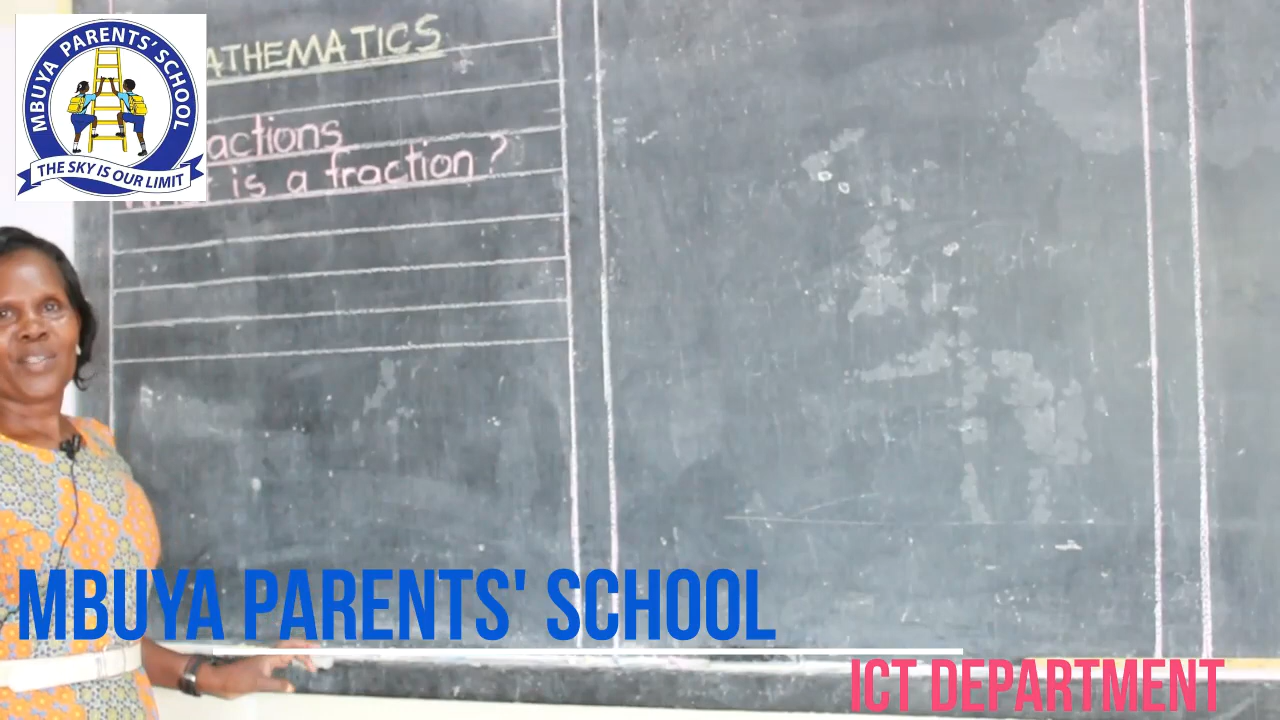 MBUYA PARENTS' SCHOOL
THE SKY IS OUR LIMIT
ATHEMATICS
actions
is a fraction ?
MBUYA PARENTS' SCHOOL
ICT DEPARTMENT